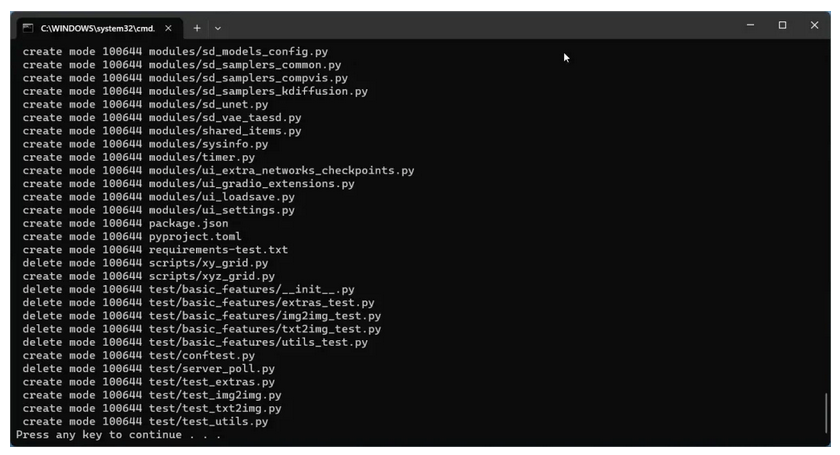 C:\WINDOWS\system32\cmd.
create mode 100644 modules/sd_models_config.py
create mode 100644 modules/sd_samplers_common.py
create mode 100644 modules/sd_samplers_compvis.py
create mode 100644 modules/sd_samplers_kdiffusion.py
create mode 100644 modules/sd_unet.py
create mode 100644 modules/sd_vae_taesd.py
create mode 100644 modules/shared_items.py
create mode 100644 modules/sysinfo.py
create mode 100644 modules/timer.py
create mode 100644 modules/ui_extra_networks_checkpoints.py
create mode 100644 modules/ui_gradio_extensions.py
create mode 100644 modules/ui_loadsave.py
create mode 100644 modules/ui_settings.py
create mode 100644 package.json
create mode 100644 pyproject.toml
create mode 100644 requirements-test.txt
delete mode 100644 scripts/xy_grid.py
create mode 100644 scripts/xyz_grid.py
delete mode 100644 test/basic_features/__init__.py
delete mode 100644 test/basic_features/extras_test.py
delete mode 100644 test/basic_features/img2img_test.py
delete mode 100644 test/basic_features/txt2img_test.py
delete mode 100644 test/basic_features/utils_test.py
create mode 100644 test/conftest.py
delete mode 100644 test/server_poll.py
create mode 100644 test/test_extras.py
create mode 100644 test/test_img2img.py
create mode 100644 test/test_txt2img.py
create mode 100644 test/test_utils.py
Press any key to continue . . .